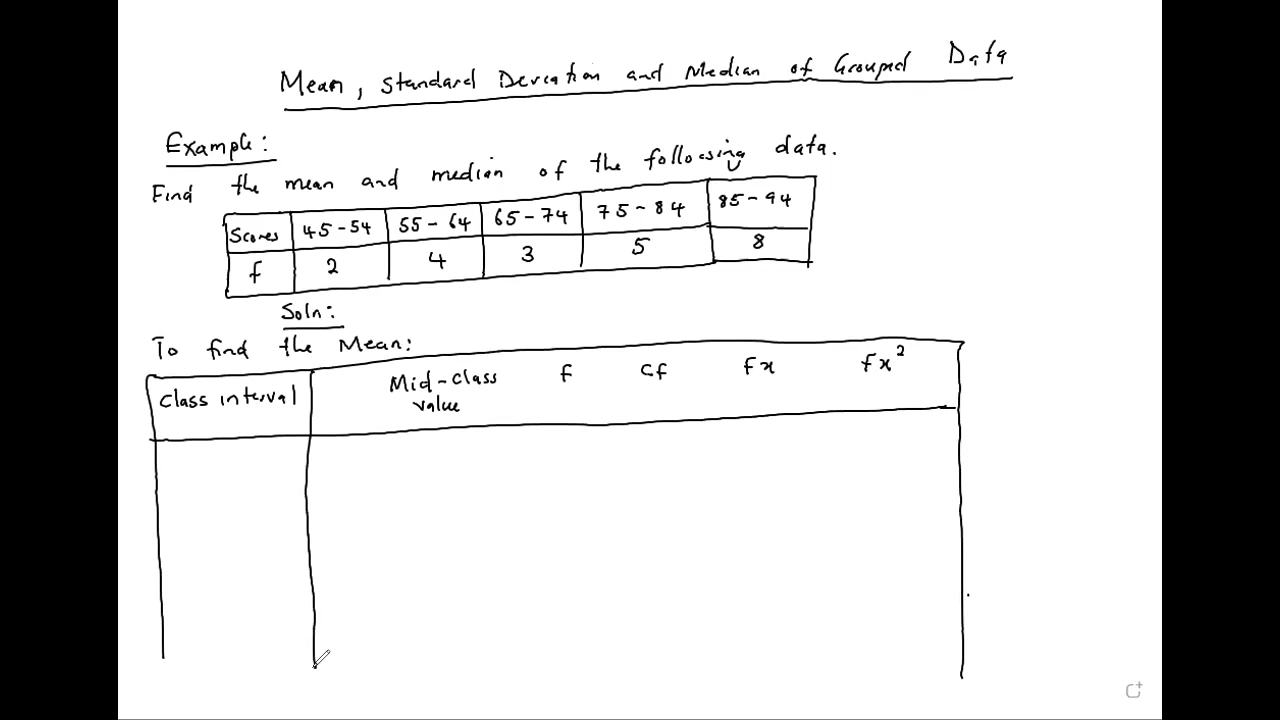 Mean, Standard Deviation and Median of Grouped Data
Example:
Find the mean and median of the following data.
Scores 45-54 55-64 65-74 75-84 85-94
f 2 4 3 5 8
Soln:
To find the Mean:
Class interval Mid-class value f Cf fx fx²